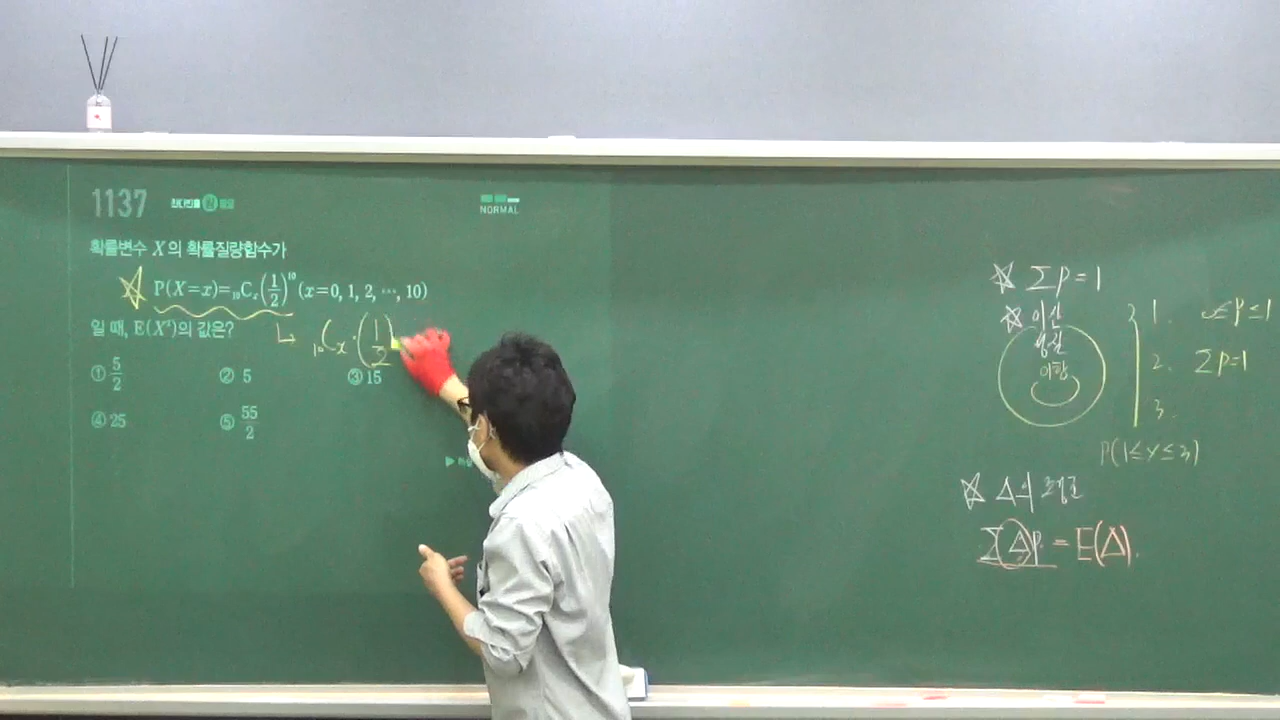 1137
NORMAL
확률변수 X의 확률질량함수가
P(X=x)=₁₀Cₓ(1/2)¹⁰(x=0, 1, 2, ⋯, 10)
일 때, E(X²)의 값은?
↳ ₁₀Cₓ·(1/2)
① 5/2 ② 5 ③ 15
④ 25 ⑤ 55/2
☆ Σp=1
☆ 이산
이항
1. 0≤p≤1
2. Σp=1
3.
☆ Δ의
ΣΔp = E(Δ).